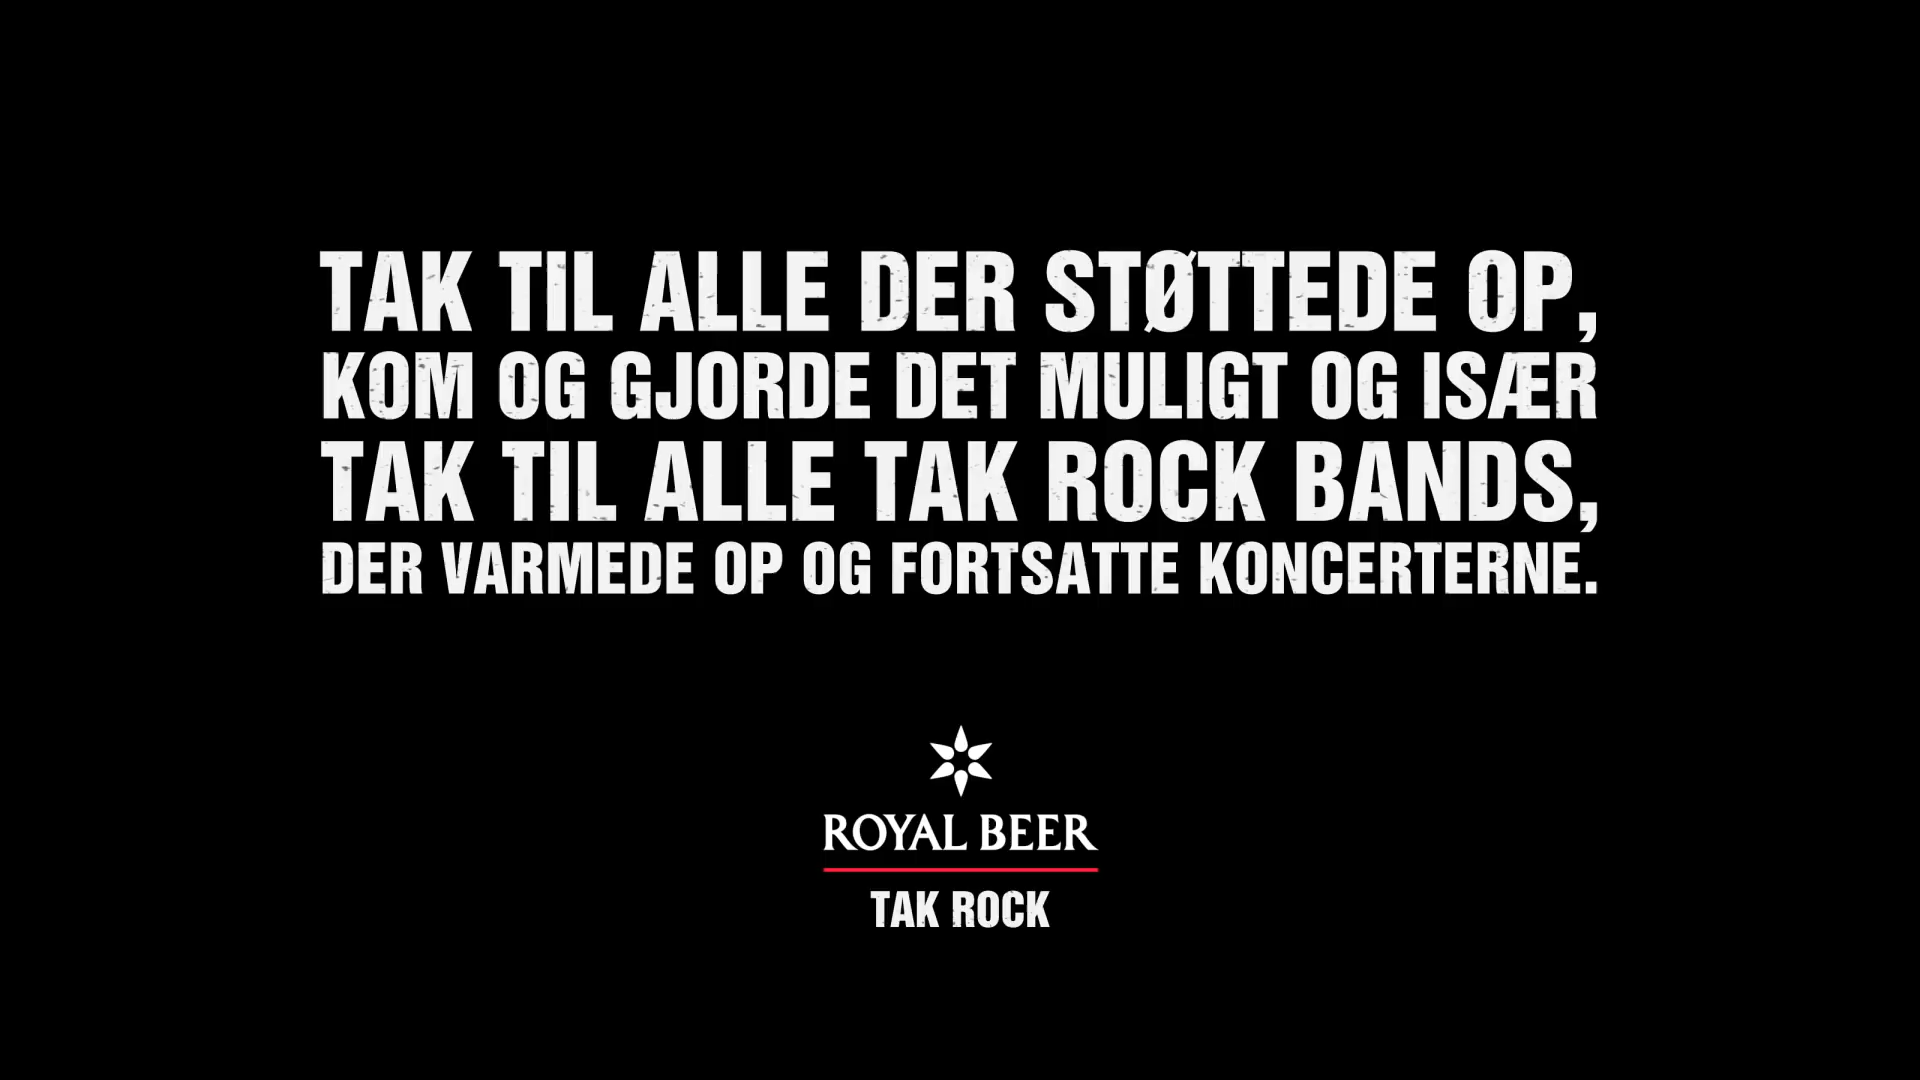 TAK TIL ALLE DER STØTTEDE OP,
KOM OG GJORDE DET MULIGT OG ISÆR
TAK TIL ALLE TAK ROCK BANDS,
DER VARMEDE OP OG FORTSATTE KONCERTERNE.
ROYAL BEER
TAK ROCK